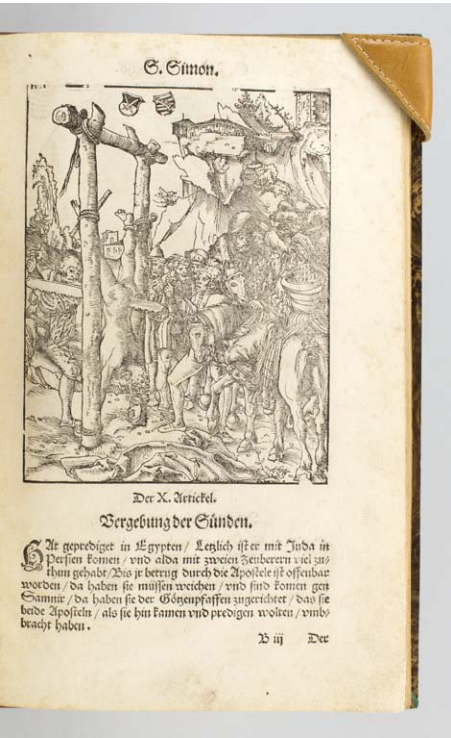 S. Simon.
Der X. Artickel.
Vergebung der Sünden.
HAt geprediget in Egypten / Letzlich ist er mit Juda in
Persien komen / vnd alda mit zweien Zeuberern viel zu-
thun gehabt / Bis jr betrug durch die Apostele ist offenbar
worden / da haben sie müssen weichen / vnd sind komen gen
Samnir / da haben sie der Götzenpfaffen zugerichtet / das sie
beide Aposteln / als sie hin kamen vnd predigen wolten / vmb-
bracht haben.
B iij Der